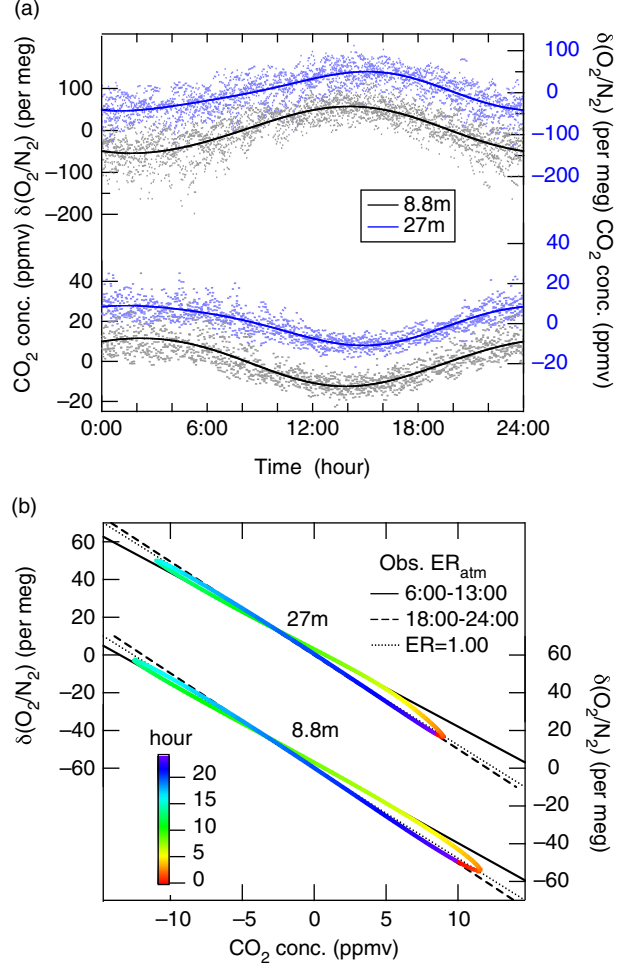 (a)
CO2 conc. (ppmv) δ(O2/N2) (per meg)
100
0
−100
−200
40
20
0
−20
100
0
−100
−200
40
20
0
−20
δ(O2/N2) (per meg) CO2 conc. (ppmv)
8.8m
27m
0:00 6:00 12:00 18:00 24:00
Time (hour)
(b)
δ(O2/N2) (per meg)
60
40
20
0
−20
−40
−60
Obs. ERatm
6:00-13:00
18:00-24:00
ER=1.00
27m
8.8m
hour
20
15
10
5
0
60
40
20
0
−20
−40
−60
δ(O2/N2) (per meg)
−10 −5 0 5 10
CO2 conc. (ppmv)